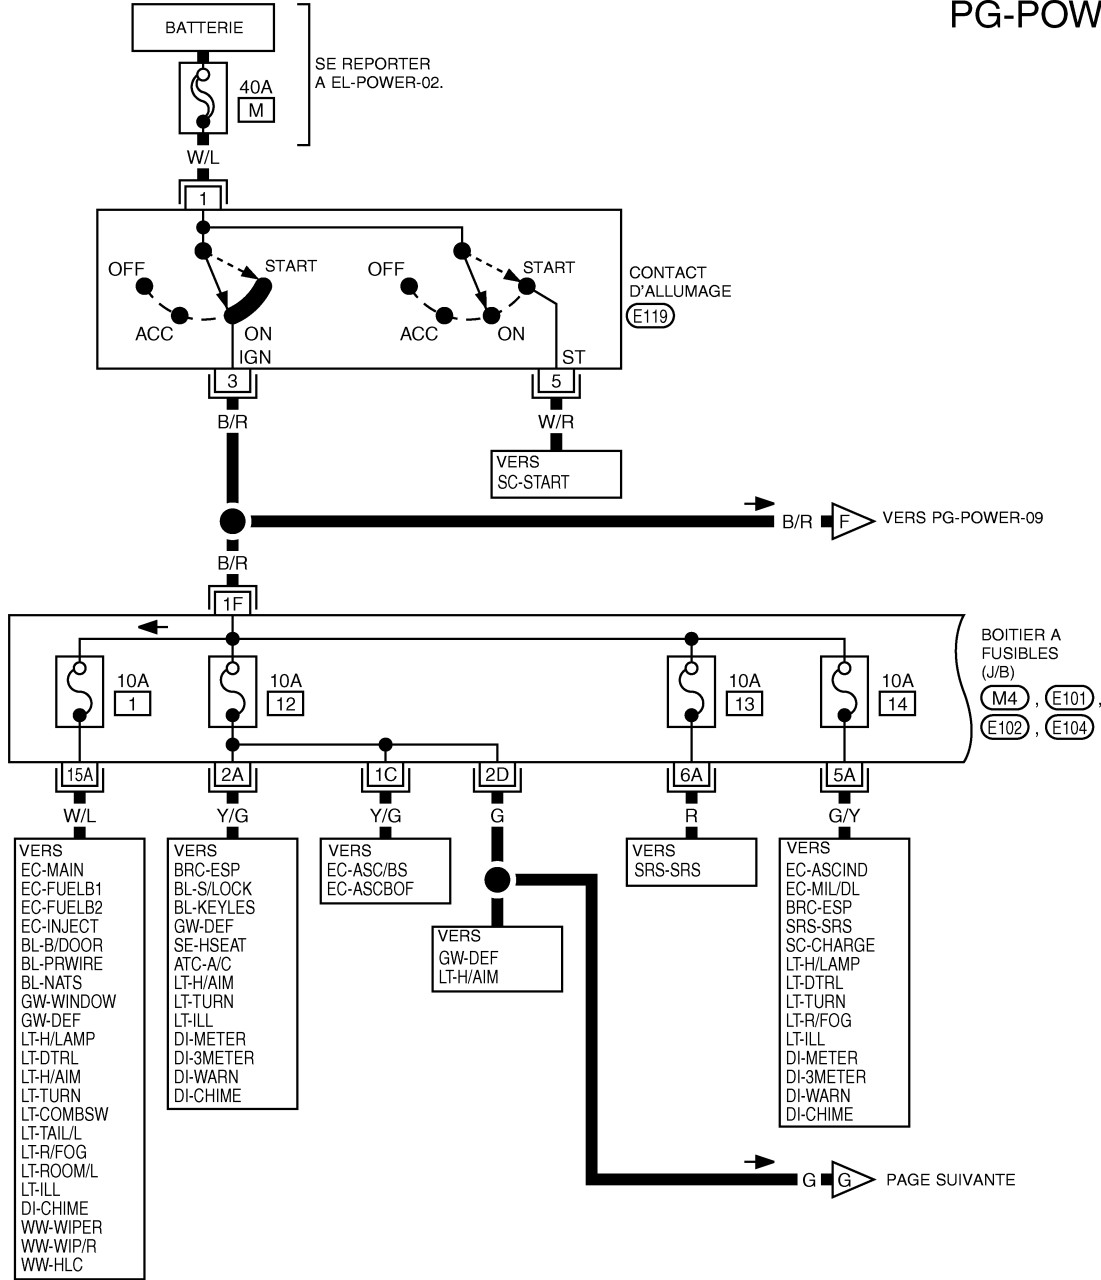 PG-POW
BATTERIE
SE REPORTER
A EL-POWER-02.
40A
M
W/L
1
OFF
START
ACC
ON
IGN
OFF
START
ACC
ON
ST
CONTACT
D'ALLUMAGE
E119
3
5
B/R
W/R
VERS
SC-START
B/R
F
VERS PG-POWER-09
B/R
1F
BOITIER A
FUSIBLES
(J/B)
M4 , E101 ,
E102 , E104
10A
1
10A
12
10A
13
10A
14
15A
2A
1C
2D
6A
5A
W/L
Y/G
Y/G
G
R
G/Y
VERS
EC-MAIN
EC-FUELB1
EC-FUELB2
EC-INJECT
BL-B/DOOR
BL-PRWIRE
BL-NATS
GW-WINDOW
GW-DEF
LT-H/LAMP
LT-DTRL
LT-H/AIM
LT-TURN
LT-COMBSW
LT-TAIL/L
LT-R/FOG
LT-ROOM/L
LT-ILL
DI-CHIME
WW-WIPER
WW-WIP/R
WW-HLC
VERS
BRC-ESP
BL-S/LOCK
BL-KEYLES
GW-DEF
SE-HSEAT
ATC-A/C
LT-H/AIM
LT-TURN
LT-ILL
DI-METER
DI-3METER
DI-WARN
DI-CHIME
VERS
EC-ASC/BS
EC-ASCBOF
VERS
GW-DEF
LT-H/AIM
VERS
SRS-SRS
VERS
EC-ASCIND
EC-MIL/DL
BRC-ESP
SRS-SRS
SC-CHARGE
LT-H/LAMP
LT-DTRL
LT-TURN
LT-R/FOG
LT-ILL
DI-METER
DI-3METER
DI-WARN
DI-CHIME
G
G
PAGE SUIVANTE